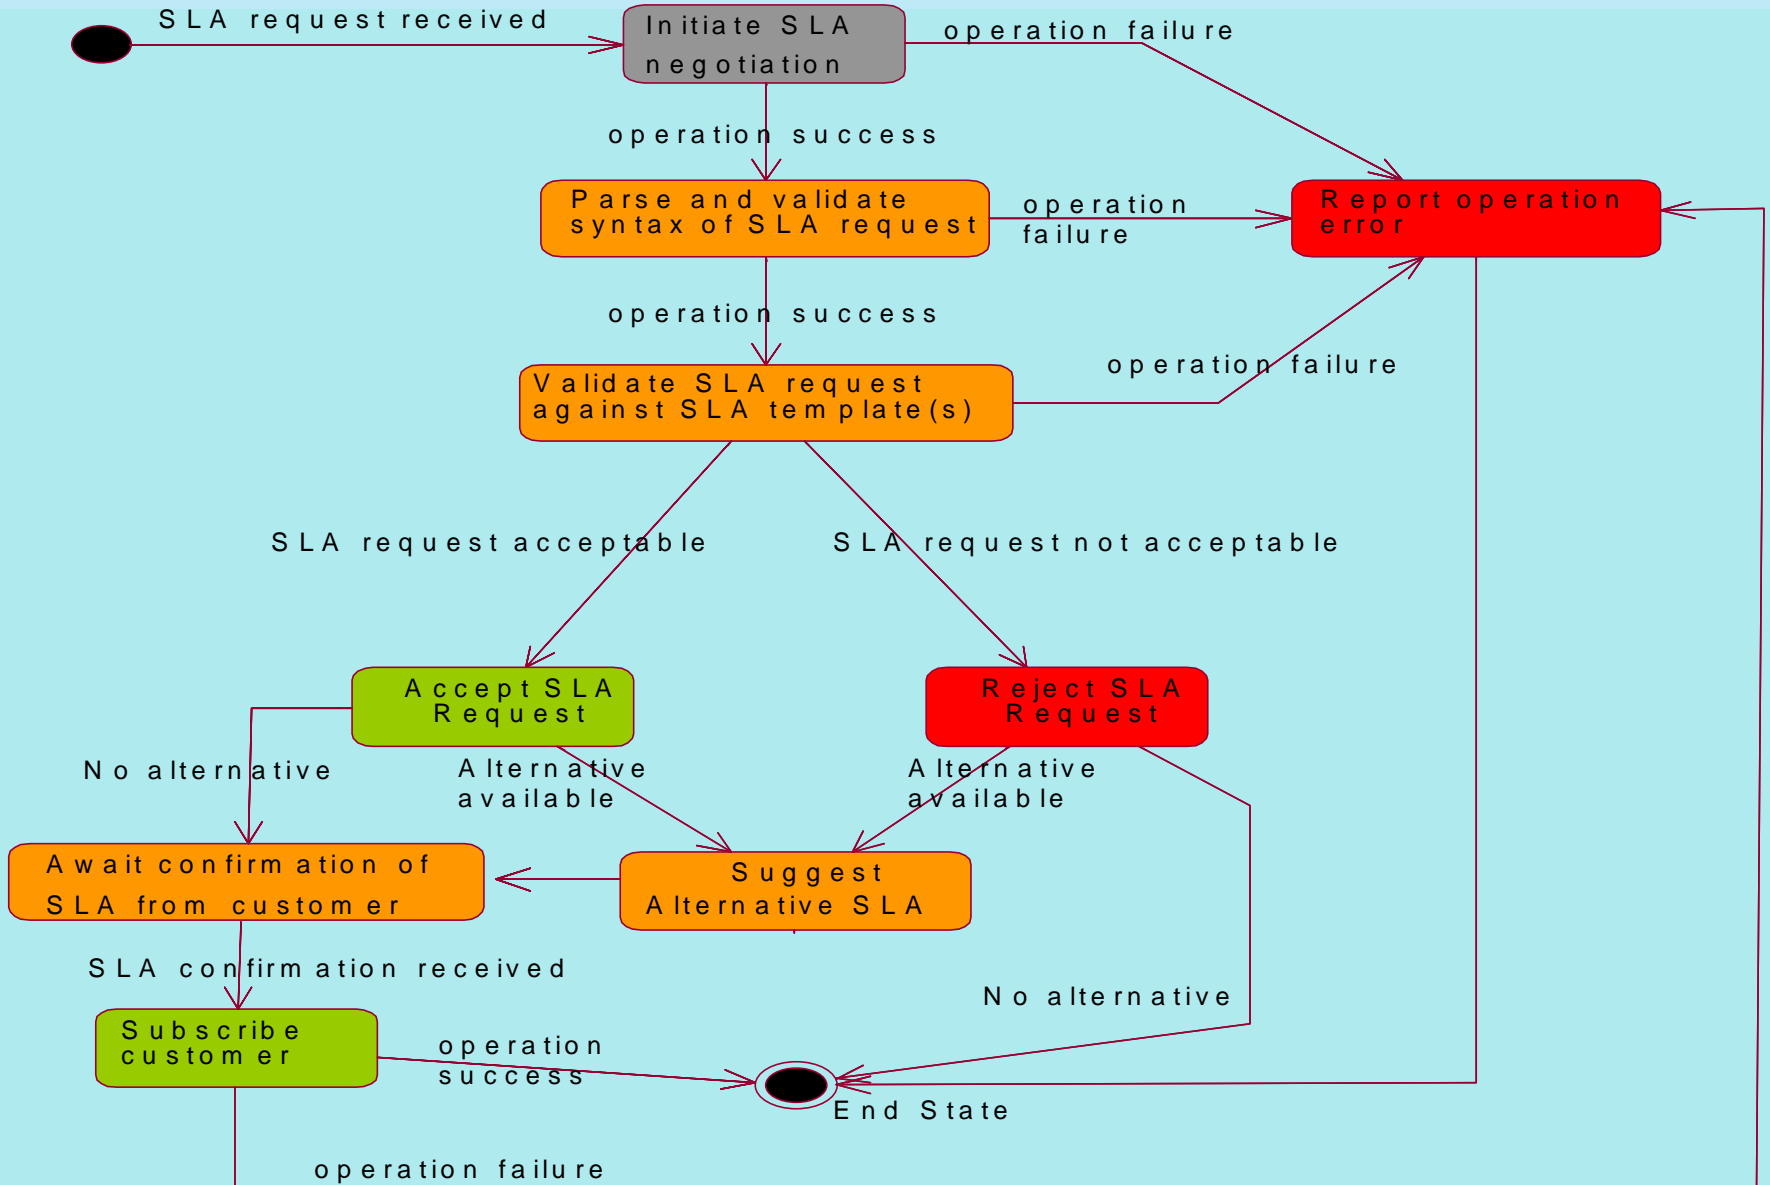 SLA request received
Initiate SLA
negotiation
operation failure
operation success
Parse and validate
syntax of SLA request
operation
failure
Report operation
error
operation success
Validate SLA request
against SLA template(s)
operation failure
SLA request acceptable
SLA request not acceptable
Accept SLA
Request
Reject SLA
Request
No alternative
Alternative
available
Alternative
available
Await confirmation of
SLA from customer
Suggest
Alternative SLA
SLA confirmation received
No alternative
Subscribe
customer
operation
success
End State
operation failure